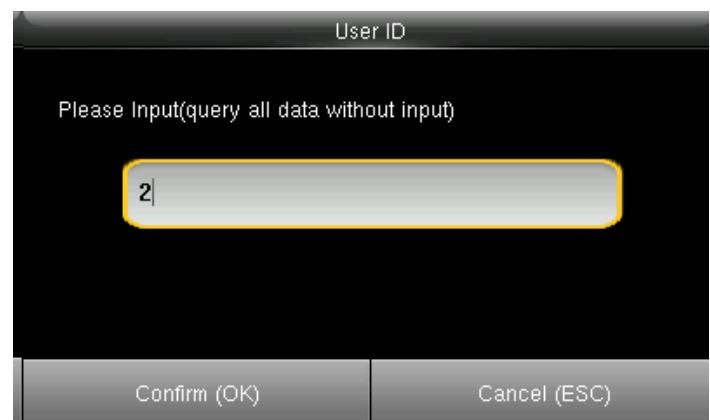 User ID
Please Input(query all data without input)
2
Confirm (OK)
Cancel (ESC)